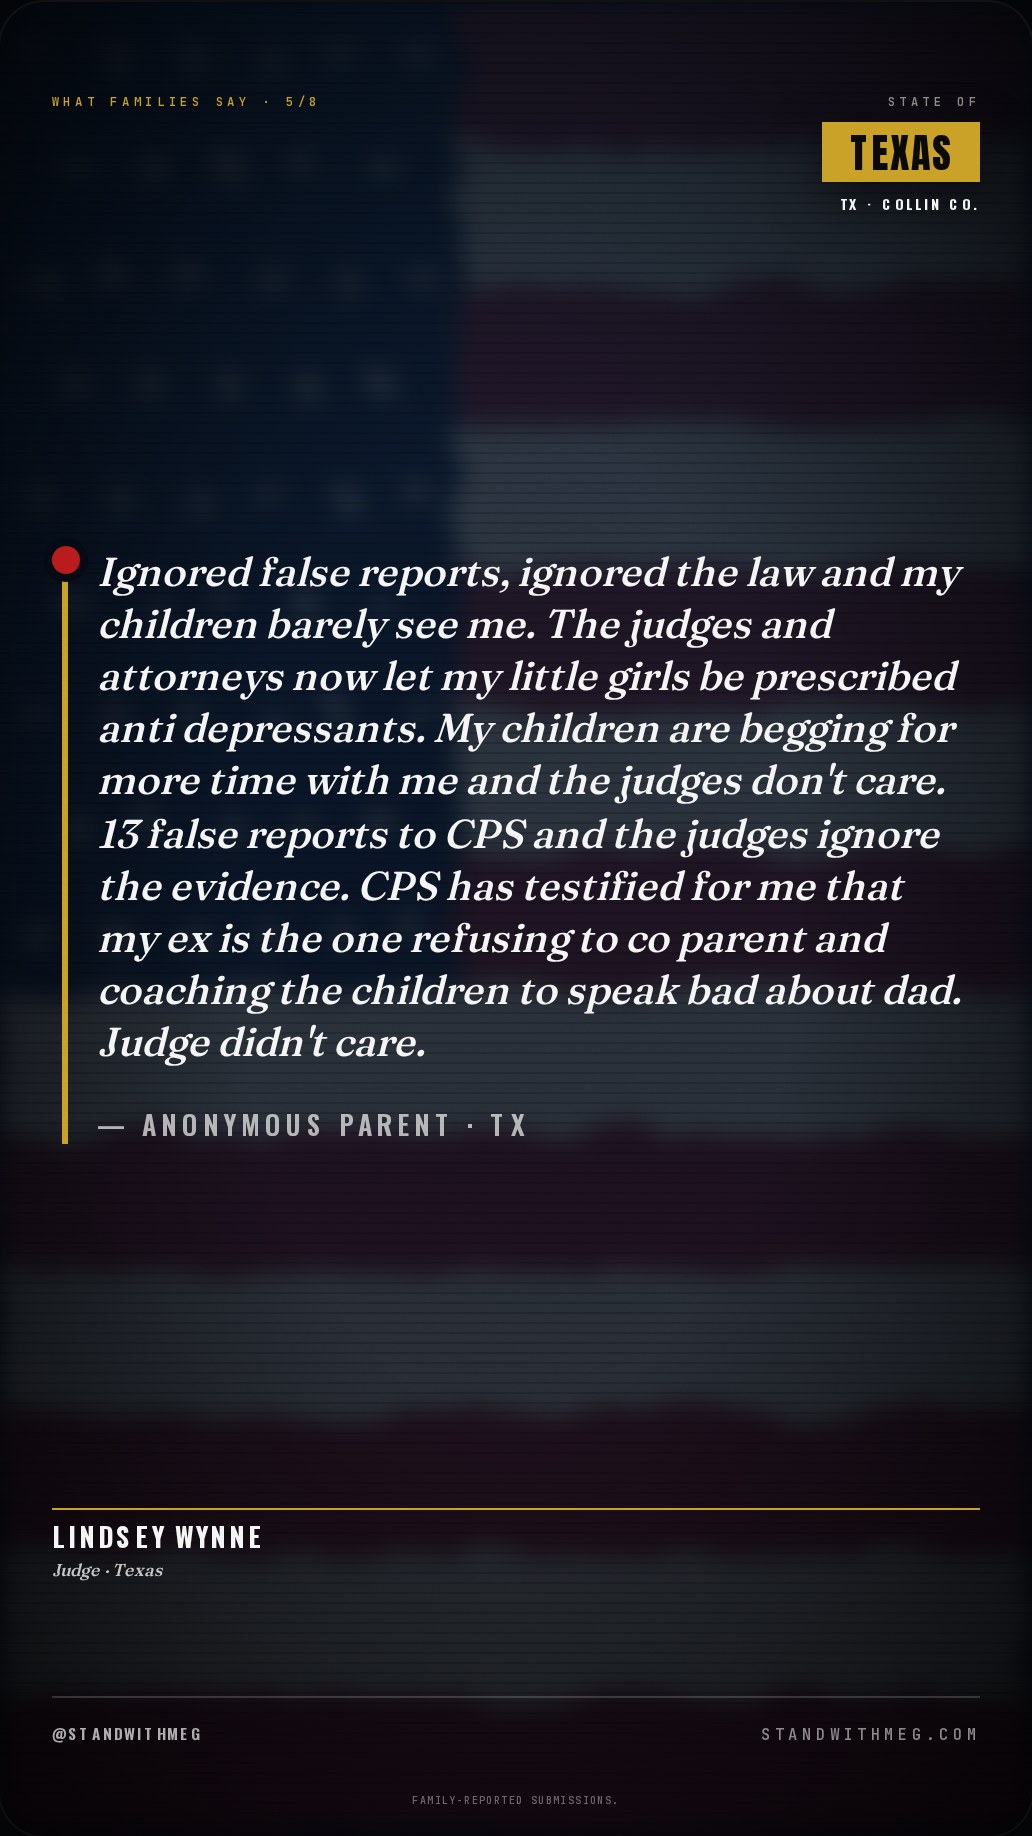 WHAT FAMILIES SAY · 5/8
STATE OF
TEXAS
TX · COLLIN CO.
Ignored false reports, ignored the law and my
children barely see me. The judges and
attorneys now let my little girls be prescribed
anti depressants. My children are begging for
more time with me and the judges don't care.
13 false reports to CPS and the judges ignore
the evidence. CPS has testified for me that
my ex is the one refusing to co parent and
coaching the children to speak bad about dad.
Judge didn't care.
— ANONYMOUS PARENT · TX
LINDSEY WYNNE
Judge · Texas
@STANDWITHMEG
STANDWITHMEG.COM
FAMILY-REPORTED SUBMISSIONS.